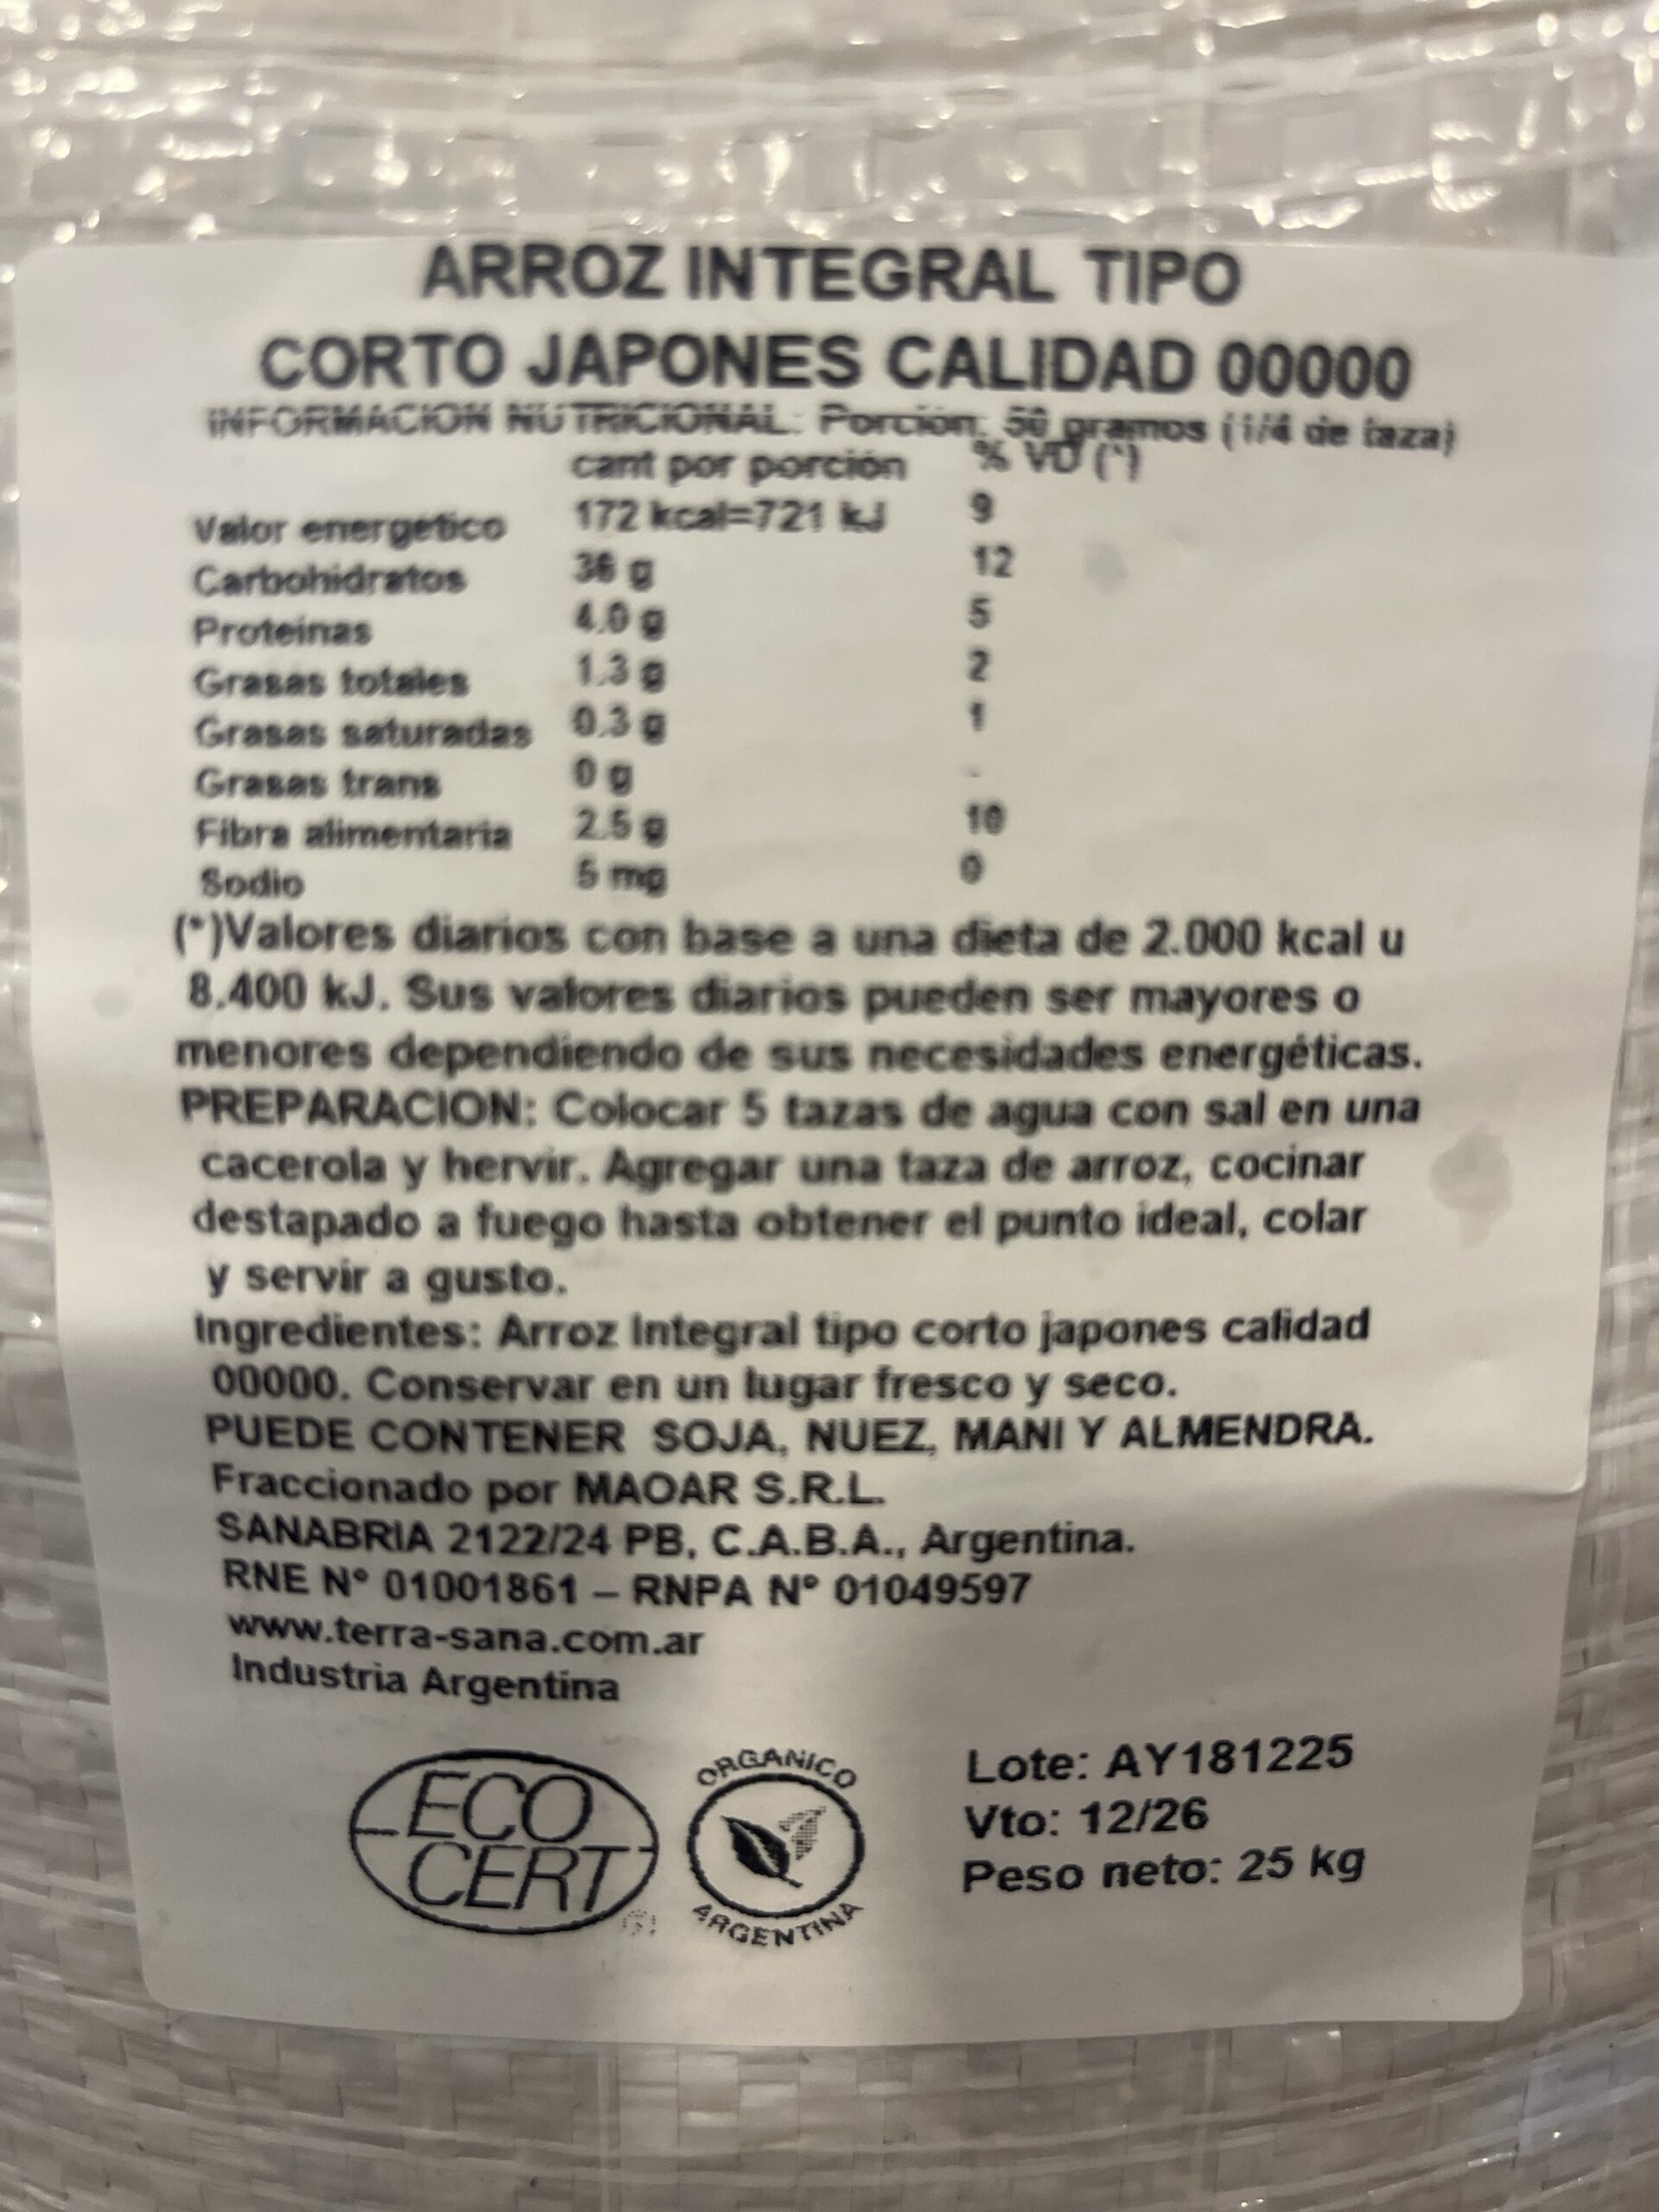 ARROZ INTEGRAL TIPO
CORTO JAPONES CALIDAD 00000
INFORMACION NUTRICIONAL: Porción: 50 gramos (1/4 de taza)
cant por porción % VD (*)
Valor energético 172 kcal=721 kJ 9
Carbohidratos 36 g 12
Proteínas 4.0 g 5
Grasas totales 1.3 g 2
Grasas saturadas 0.3 g 1
Grasas trans 0 g -
Fibra alimentaria 2.5 g 10
Sodio 5 mg 0
(*)Valores diarios con base a una dieta de 2.000 kcal u
8.400 kJ. Sus valores diarios pueden ser mayores o
menores dependiendo de sus necesidades energéticas.
PREPARACION: Colocar 5 tazas de agua con sal en una
cacerola y hervir. Agregar una taza de arroz, cocinar
destapado a fuego hasta obtener el punto ideal, colar
y servir a gusto.
Ingredientes: Arroz Integral tipo corto japones calidad
00000. Conservar en un lugar fresco y seco.
PUEDE CONTENER SOJA, NUEZ, MANI Y ALMENDRA.
Fraccionado por MAOAR S.R.L.
SANABRIA 2122/24 PB, C.A.B.A., Argentina.
RNE Nº 01001861 – RNPA Nº 01049597
www.terra-sana.com.ar
Industria Argentina
ECO
CERT
ORGANICO
ARGENTINA
Lote: AY181225
Vto: 12/26
Peso neto: 25 kg